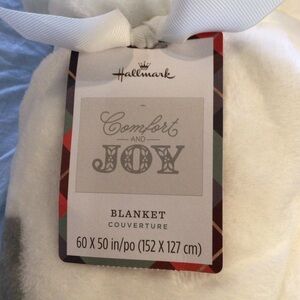 Hallmark
Comfort
AND
JOY
BLANKET
COUVERTURE
60 X 50 in/po (152 X 127 cm)